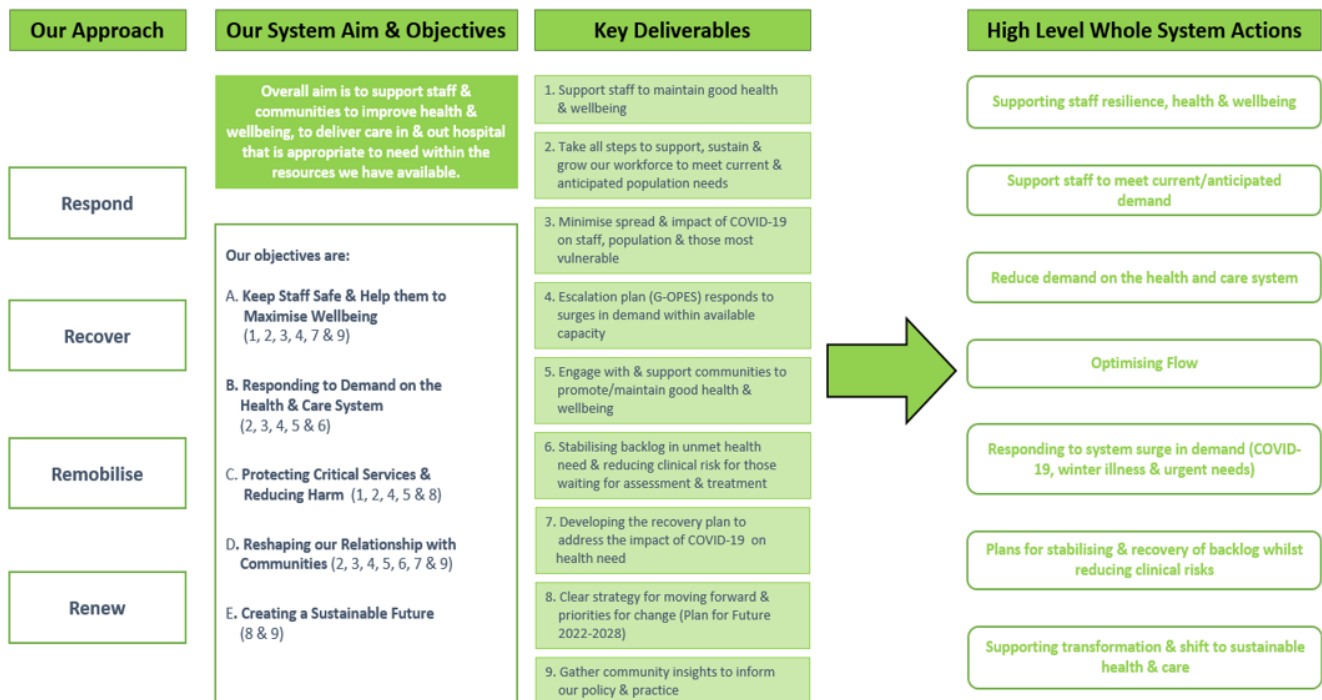 Our Approach
Respond
Recover
Remobilise
Renew
Our System Aim & Objectives
Overall aim is to support staff &
communities to improve health &
wellbeing, to deliver care in & out hospital
that is appropriate to need within the
resources we have available.
Our objectives are:
A. Keep Staff Safe & Help them to
Maximise Wellbeing
(1, 2, 3, 4, 7 & 9)
B. Responding to Demand on the
Health & Care System
(2, 3, 4, 5 & 6)
C. Protecting Critical Services &
Reducing Harm (1, 2, 4, 5 & 8)
D. Reshaping our Relationship with
Communities (2, 3, 4, 5, 6, 7 & 9)
E. Creating a Sustainable Future
(8 & 9)
Key Deliverables
1. Support staff to maintain good health
& wellbeing
2. Take all steps to support, sustain &
grow our workforce to meet current &
anticipated population needs
3. Minimise spread & impact of COVID-19
on staff, population & those most
vulnerable
4. Escalation plan (G-OPES) responds to
surges in demand within available
capacity
5. Engage with & support communities to
promote/maintain good health &
wellbeing
6. Stabilising backlog in unmet health
need & reducing clinical risk for those
waiting for assessment & treatment
7. Developing the recovery plan to
address the impact of COVID-19 on
health need
8. Clear strategy for moving forward &
priorities for change (Plan for Future
2022-2028)
9. Gather community insights to inform
our policy & practice
High Level Whole System Actions
Supporting staff resilience, health & wellbeing
Support staff to meet current/anticipated
demand
Reduce demand on the health and care system
Optimising Flow
Responding to system surge in demand (COVID-
19, winter illness & urgent needs)
Plans for stabilising & recovery of backlog whilst
reducing clinical risks
Supporting transformation & shift to sustainable
health & care